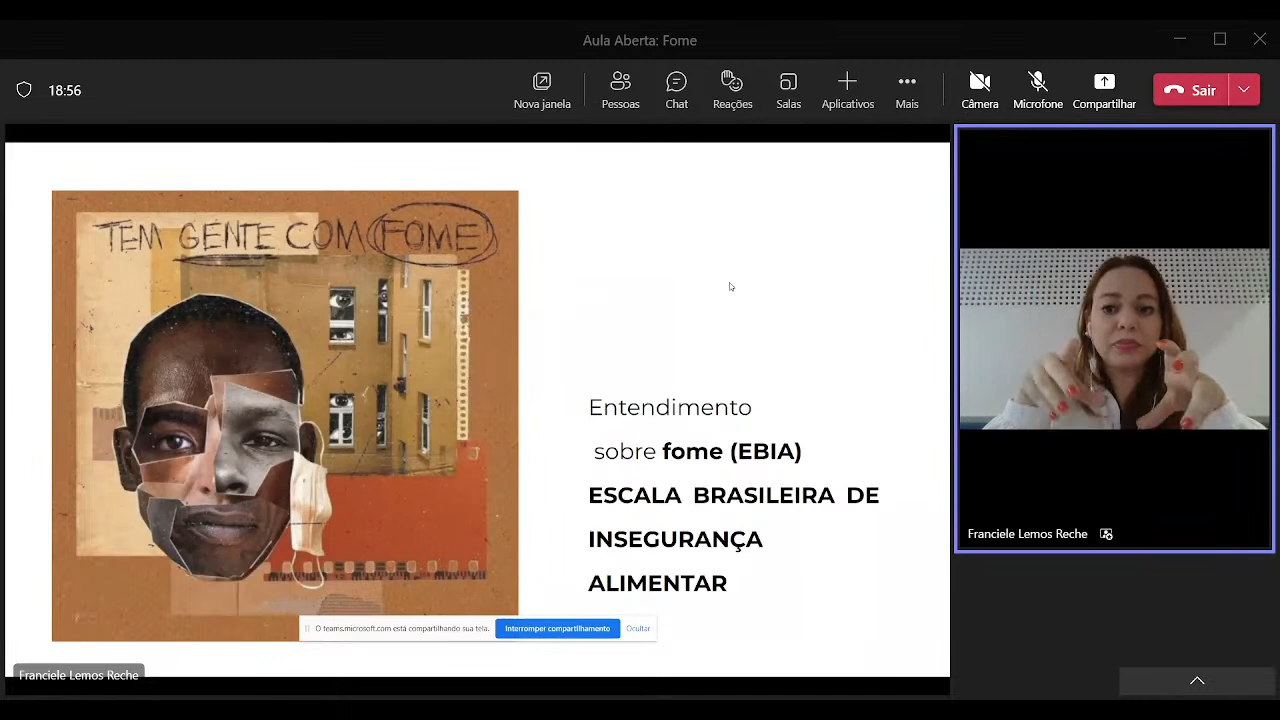 Aula Aberta: Fome
18:56
Nova janela
Pessoas
Chat
Reações
Salas
Aplicativos
Mais
Câmera
Microfone
Compartilhar
Sair
TEM GENTE COM FOME
Entendimento
sobre fome (EBIA)
ESCALA BRASILEIRA DE
INSEGURANÇA
ALIMENTAR
Franciele Lemos Reche
O teams.microsoft.com está compartilhando sua tela.
Interromper compartilhamento
Ocultar
Franciele Lemos Reche